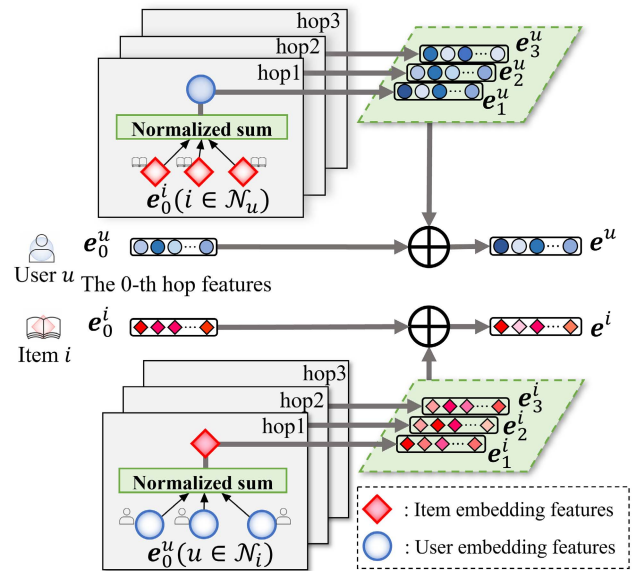 hop3
hop2
hop1
Normalized sum
e_0^i(i ∈ N_u)
e_3^u
e_2^u
e_1^u
User u
e_0^u
e^u
The 0-th hop features
Item i
e_0^i
e^i
hop3
hop2
hop1
Normalized sum
e_0^u(u ∈ N_i)
e_3^i
e_2^i
e_1^i
: Item embedding features
: User embedding features